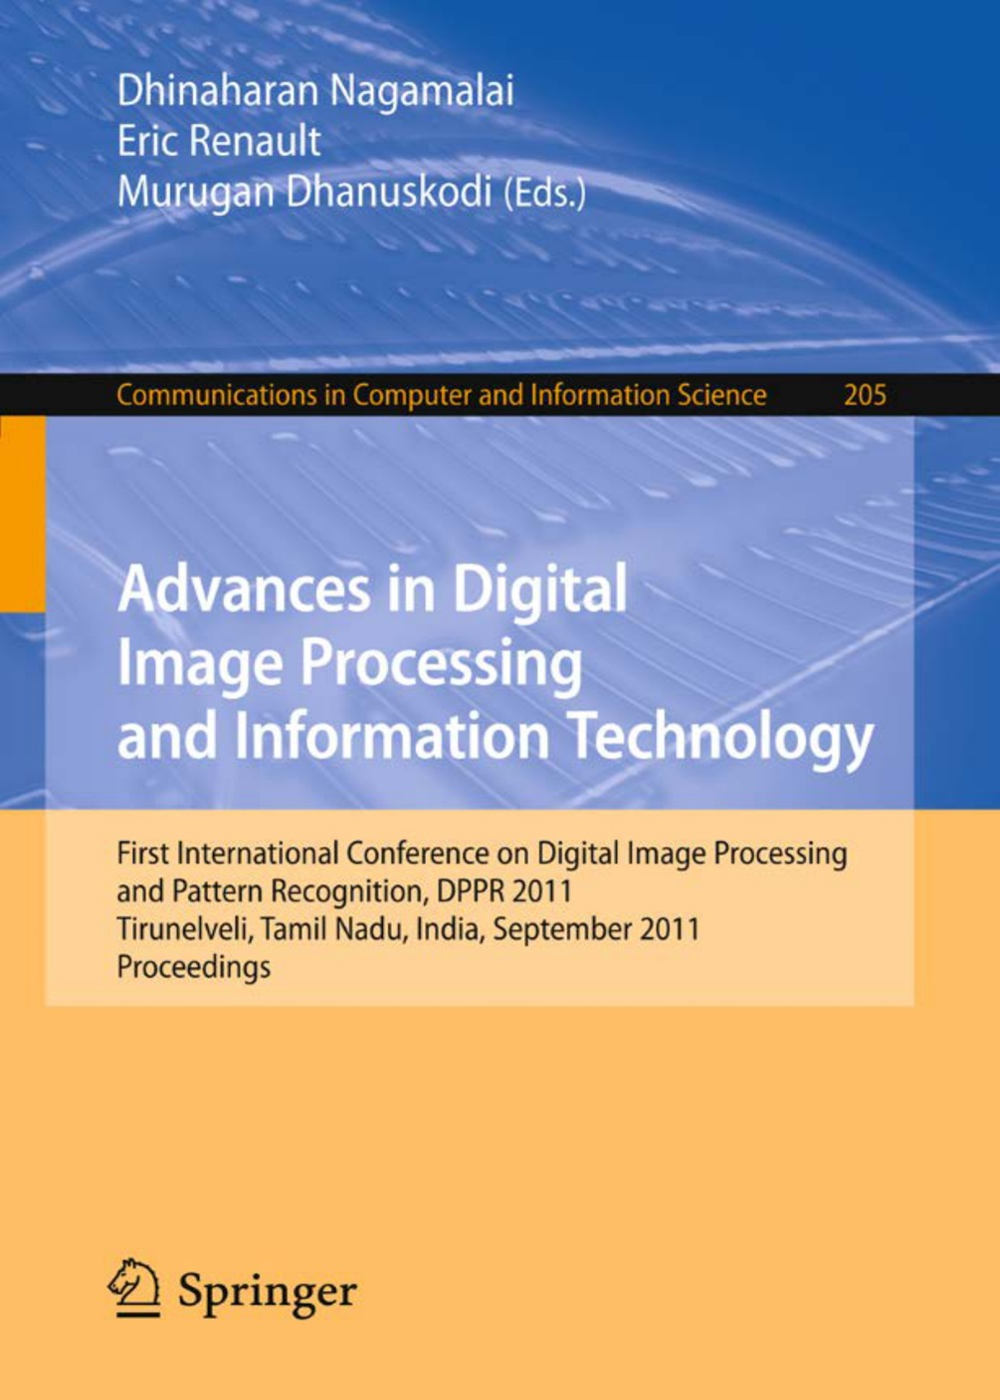 Dhinaharan Nagamalai
Eric Renault
Murugan Dhanuskodi (Eds.)
Communications in Computer and Information Science 205
Advances in Digital
Image Processing
and Information Technology
First International Conference on Digital Image Processing
and Pattern Recognition, DPPR 2011
Tirunelveli, Tamil Nadu, India, September 2011
Proceedings
Springer